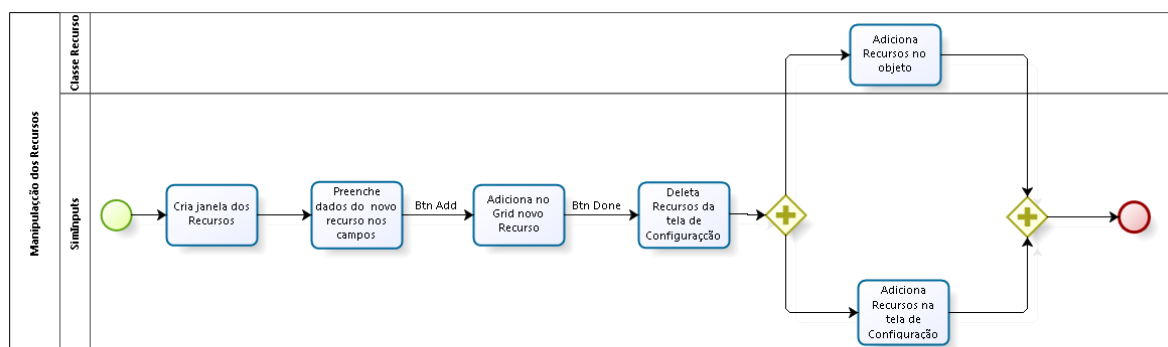 Manipulacção dos Recursos
Classe Recurso
SimInputs
Cria janela dos
Recursos
Preenche
dados do novo
recurso nos
campos
Btn Add
Adiciona no
Grid novo
Recurso
Btn Done
Deleta
Recursos da
tela de
Configuracção
Adiciona
Recursos no
objeto
Adiciona
Recursos na
tela de
Configuração